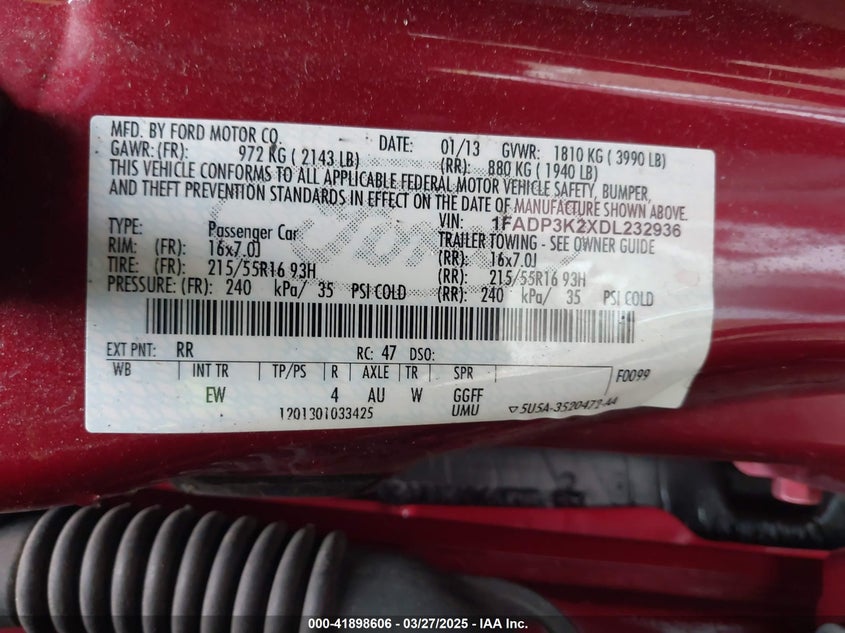 MFD. BY FORD MOTOR CO. DATE: 01/13 GVWR: 1810 KG ( 3990 LB)
GAWR: (FR): 972 KG ( 2143 LB) (RR): 880 KG ( 1940 LB)
THIS VEHICLE CONFORMS TO ALL APPLICABLE FEDERAL MOTOR VEHICLE SAFETY, BUMPER,
AND THEFT PREVENTION STANDARDS IN EFFECT ON THE DATE OF MANUFACTURE SHOWN ABOVE.
VIN: 1FADP3K2XDL232936
TYPE: Passenger Car TRAILER TOWING - SEE OWNER GUIDE
RIM: (FR): 16x7.0J (RR): 16x7.0J
TIRE: (FR): 215/55R16 93H (RR): 215/55R16 93H
PRESSURE: (FR): 240 kPa/ 35 PSI COLD (RR): 240 kPa/ 35 PSI COLD
EXT PNT: RR RC: 47 DSO:
WB INT TR TP/PS R AXLE TR SPR F0099
EW 4 AU W GGFF
1201301033425 UMU ▽ 5U5A-3520472-AA
000-41898606 — 03/27/2025 — IAA Inc.